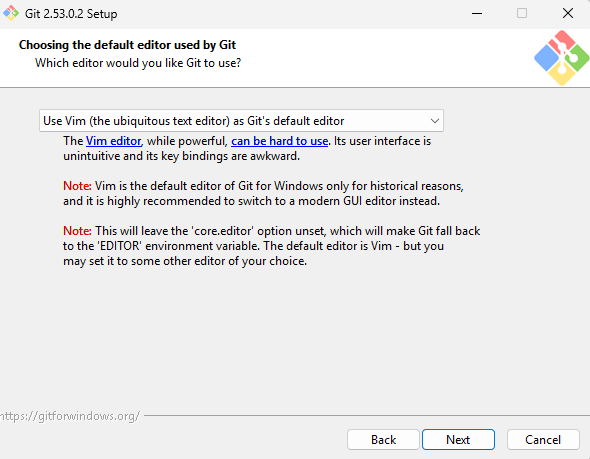 Git 2.53.0.2 Setup
Choosing the default editor used by Git
Which editor would you like Git to use?
Use Vim (the ubiquitous text editor) as Git's default editor
The Vim editor, while powerful, can be hard to use. Its user interface is
unintuitive and its key bindings are awkward.
Note: Vim is the default editor of Git for Windows only for historical reasons,
and it is highly recommended to switch to a modern GUI editor instead.
Note: This will leave the 'core.editor' option unset, which will make Git fall back
to the 'EDITOR' environment variable. The default editor is Vim - but you
may set it to some other editor of your choice.
https://gitforwindows.org/
Back
Next
Cancel